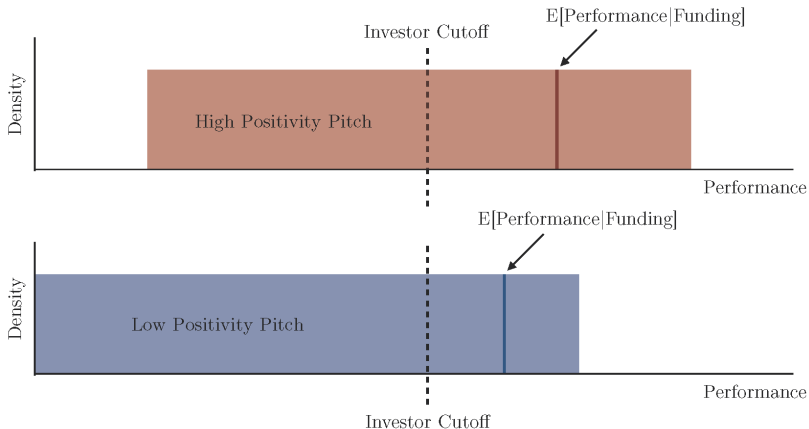 E[Performance|Funding]
Investor Cutoff
Density
High Positivity Pitch
Performance
E[Performance|Funding]
Density
Low Positivity Pitch
Performance
Investor Cutoff